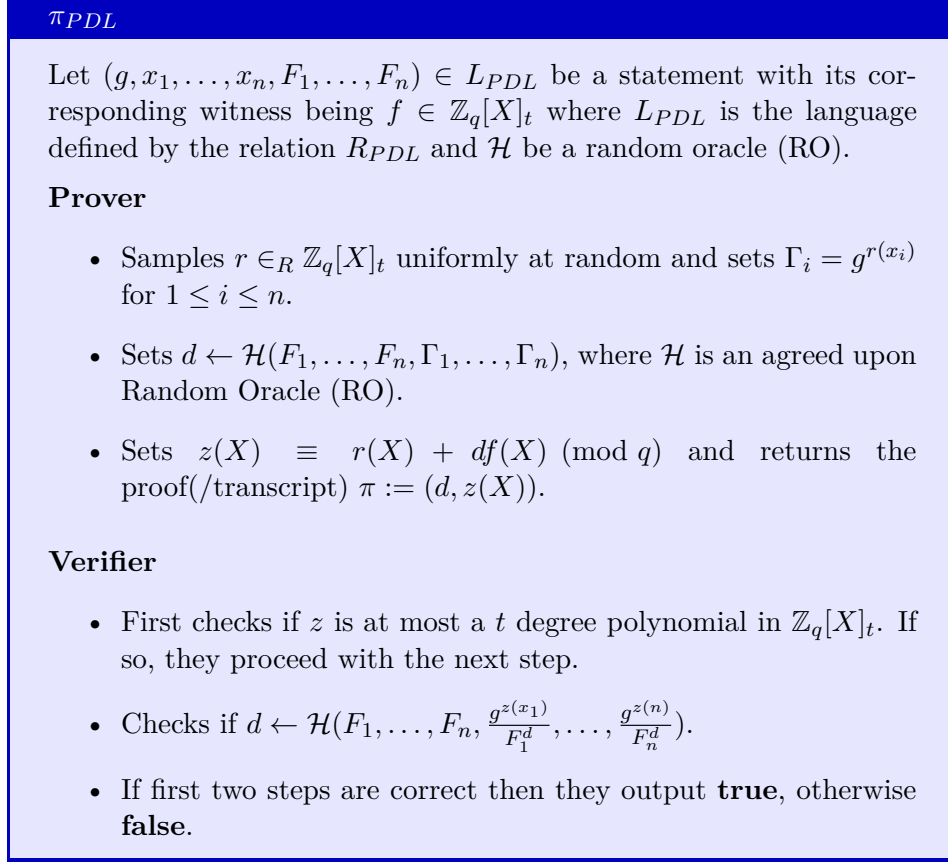 π_{PDL}
Let (g, x_1, . . . , x_n, F_1, . . . , F_n) ∈ L_{PDL} be a statement with its cor-
responding witness being f ∈ ℤ_q[X]_t where L_{PDL} is the language
defined by the relation R_{PDL} and ℋ be a random oracle (RO).
Prover
• Samples r ∈_R ℤ_q[X]_t uniformly at random and sets Γ_i = g^{r(x_i)}
for 1 ≤ i ≤ n.
• Sets d ← ℋ(F_1, . . . , F_n, Γ_1, . . . , Γ_n), where ℋ is an agreed upon
Random Oracle (RO).
• Sets z(X) ≡ r(X) + df(X) (mod q) and returns the
proof(/transcript) π := (d, z(X)).
Verifier
• First checks if z is at most a t degree polynomial in ℤ_q[X]_t. If
so, they proceed with the next step.
• Checks if d ← ℋ(F_1, . . . , F_n, \frac{g^{z(x_1)}}{F_1^d}, . . . , \frac{g^{z(n)}}{F_n^d}).
• If first two steps are correct then they output true, otherwise
false.